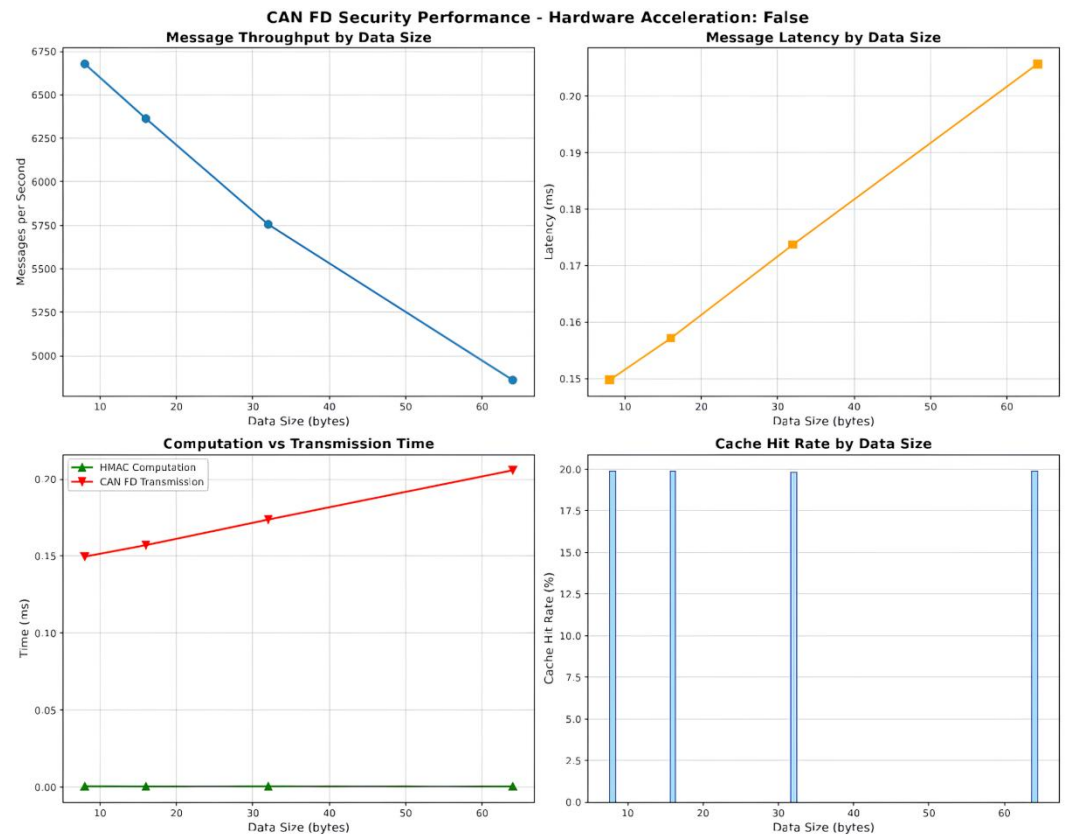 CAN FD Security Performance - Hardware Acceleration: False
Message Throughput by Data Size
6750
6500
6250
6000
5750
5500
5250
5000
Messages per Second
10 20 30 40 50 60
Data Size (bytes)
Message Latency by Data Size
0.20
0.19
0.18
0.17
0.16
0.15
Latency (ms)
10 20 30 40 50 60
Data Size (bytes)
Computation vs Transmission Time
HMAC Computation
CAN FD Transmission
0.70
0.15
0.10
0.05
0.00
Time (ms)
10 20 30 40 50 60
Data Size (bytes)
Cache Hit Rate by Data Size
20.0
17.5
15.0
12.5
10.0
7.5
5.0
2.5
0.0
Cache Hit Rate (%)
10 20 30 40 50 60
Data Size (bytes)